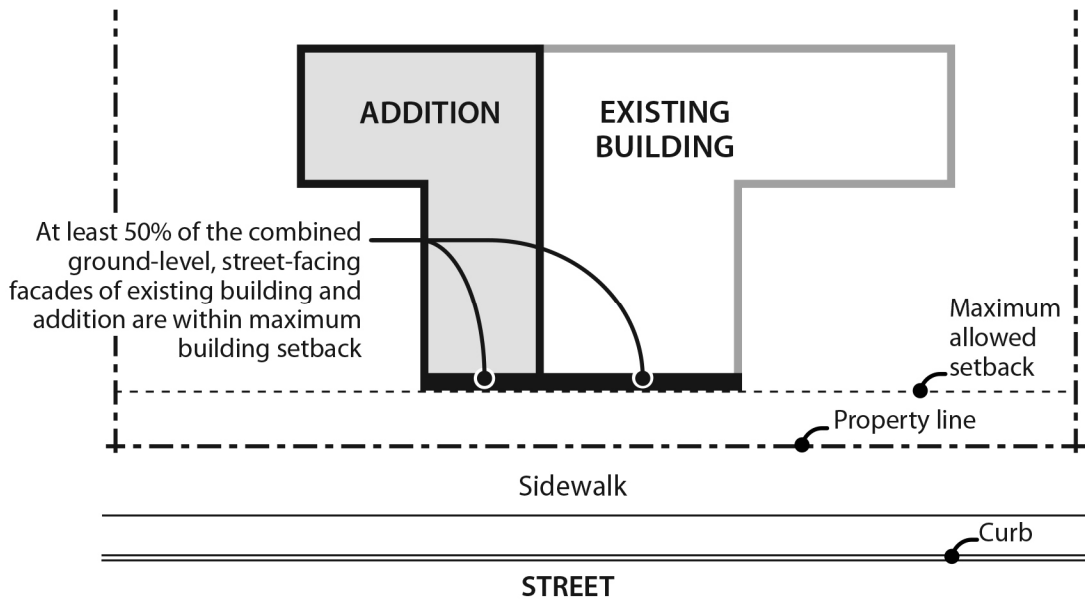 ADDITION
EXISTING
BUILDING
At least 50% of the combined
ground-level, street-facing
facades of existing building and
addition are within maximum
building setback
Maximum
allowed
setback
Property line
Sidewalk
Curb
STREET